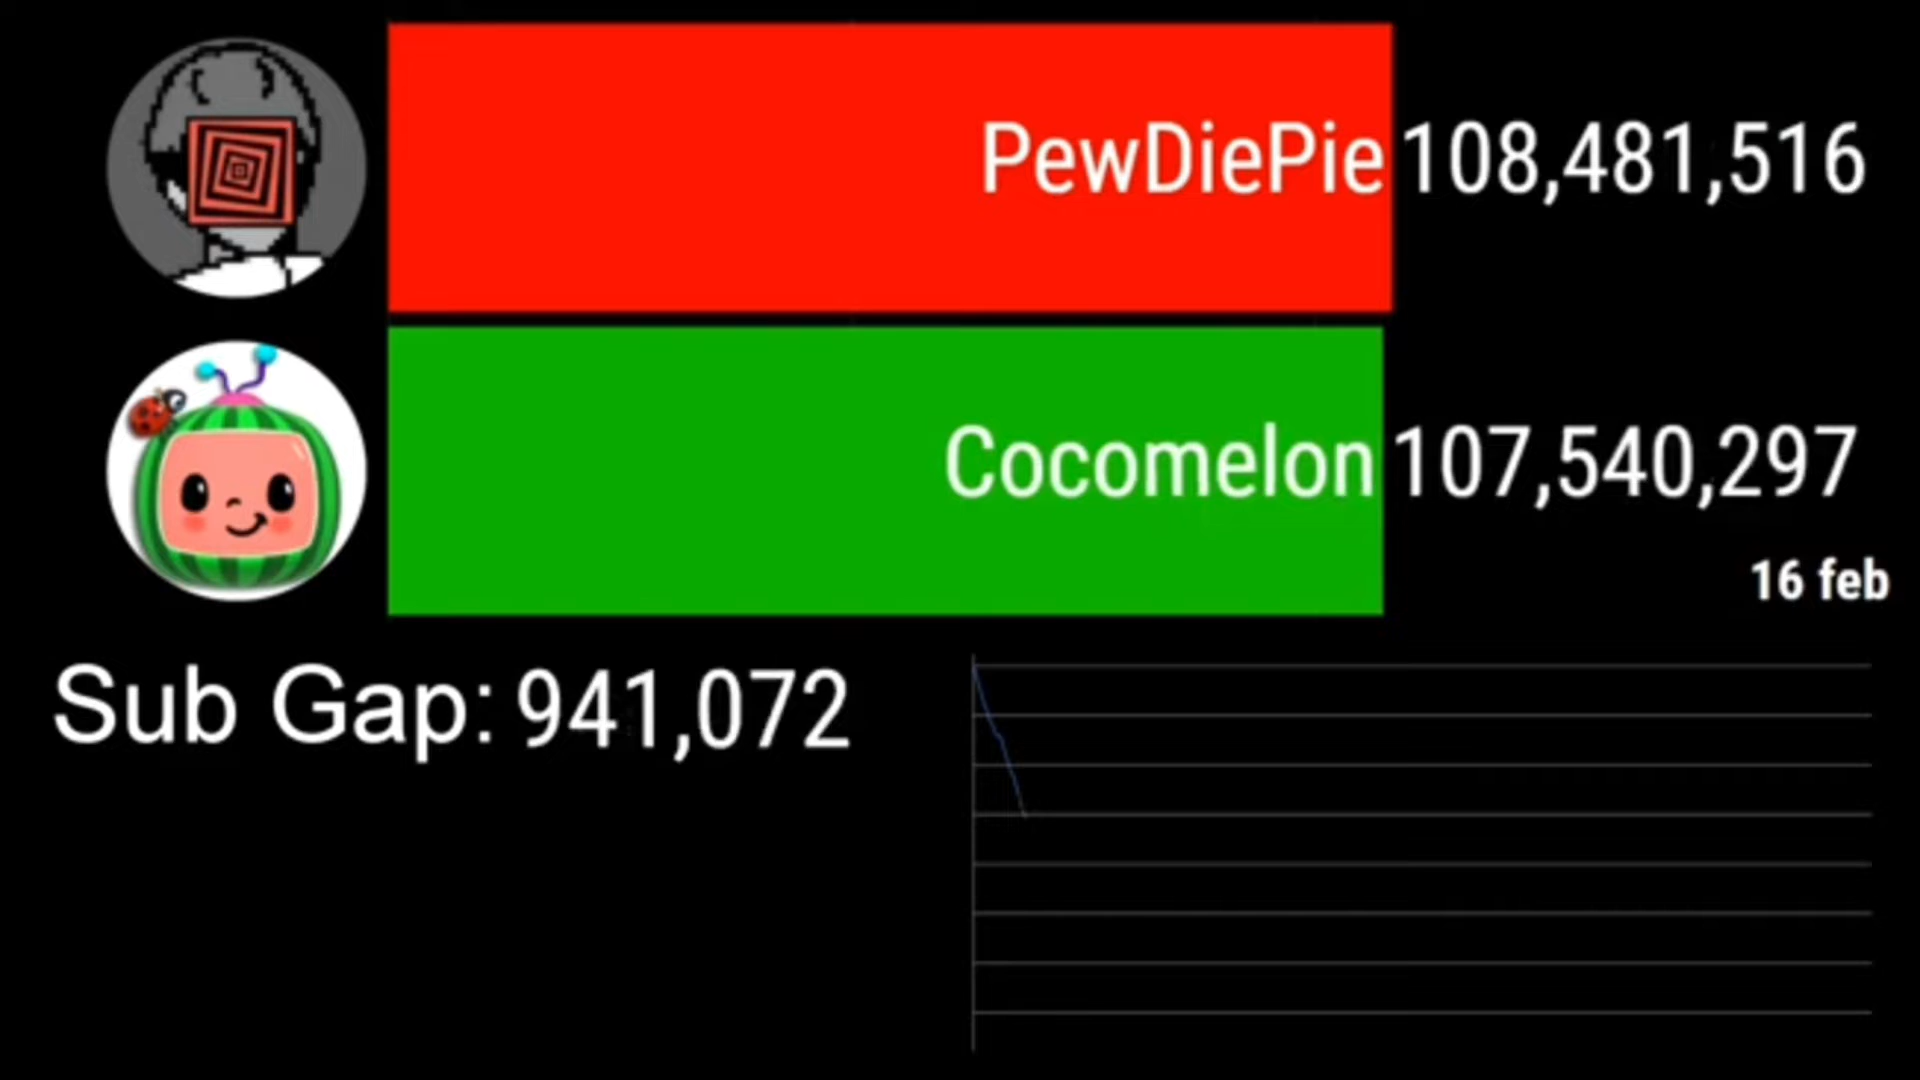 PewDiePie 108,481,516
Cocomelon 107,540,297
16 feb
Sub Gap: 941,072